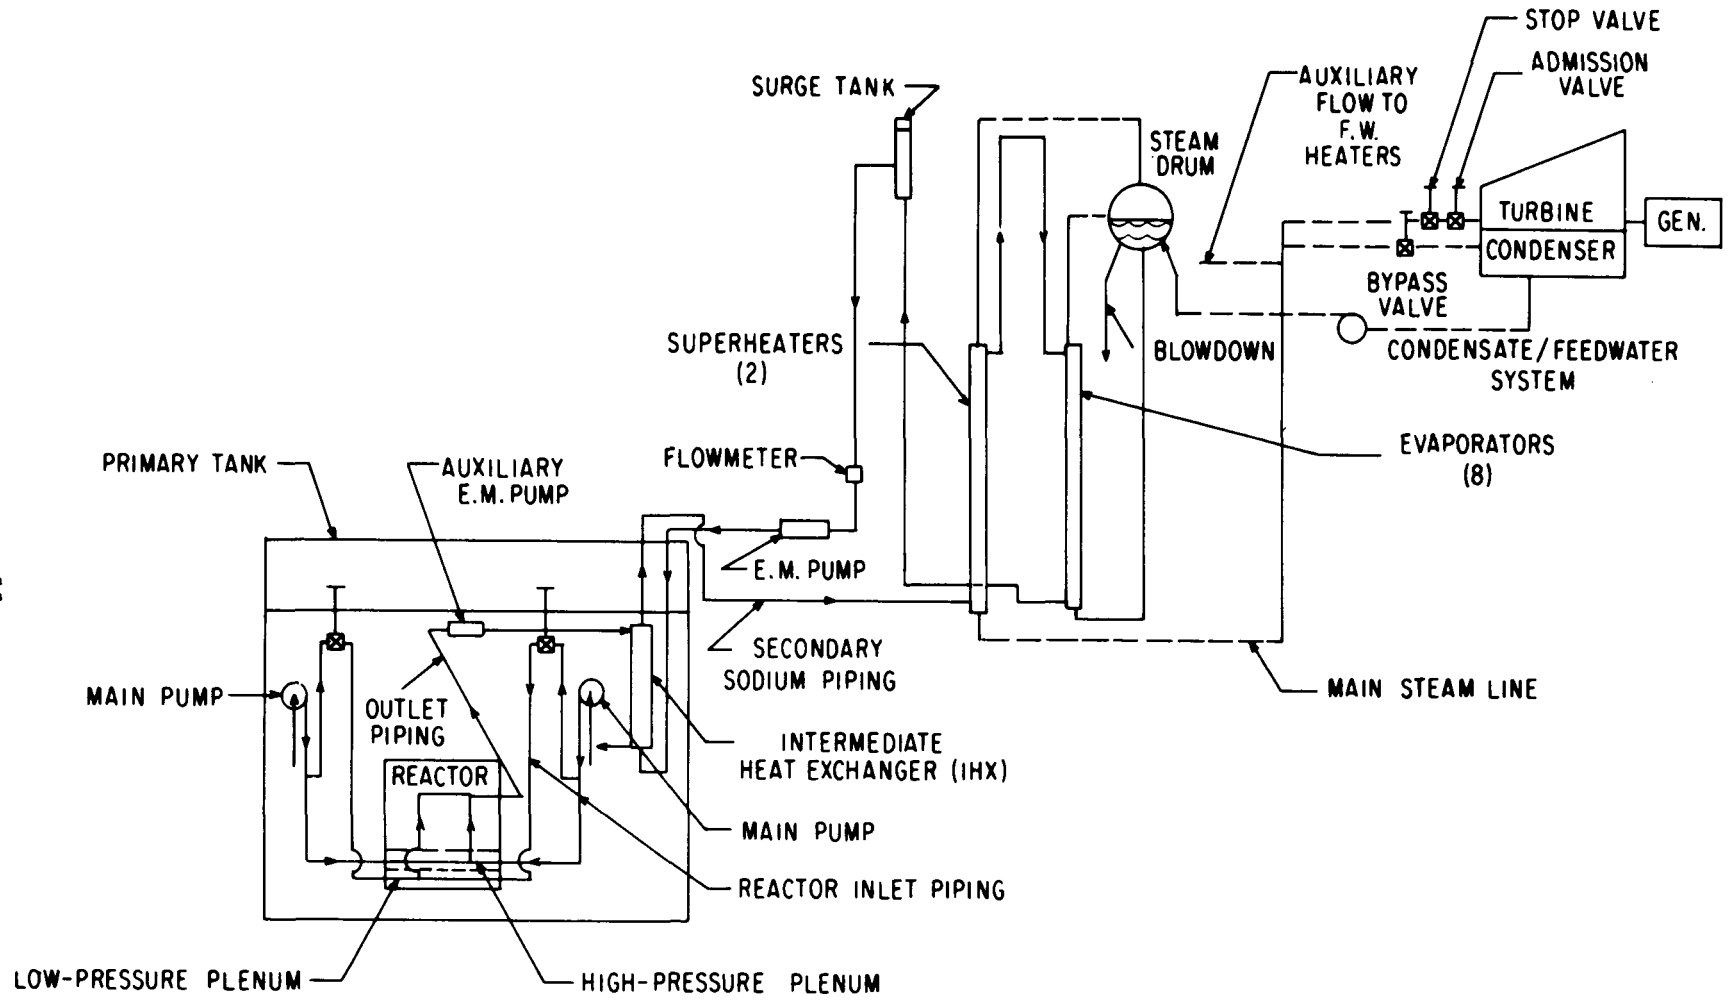 STOP VALVE
ADMISSION
VALVE
AUXILIARY
FLOW TO
F.W.
HEATERS
SURGE TANK
STEAM
DRUM
TURBINE
GEN.
CONDENSER
BYPASS
VALVE
SUPERHEATERS
(2)
BLOWDOWN
CONDENSATE/FEEDWATER
SYSTEM
EVAPORATORS
(8)
PRIMARY TANK
AUXILIARY
E.M. PUMP
FLOWMETER
E.M. PUMP
SECONDARY
SODIUM PIPING
MAIN STEAM LINE
MAIN PUMP
OUTLET
PIPING
INTERMEDIATE
HEAT EXCHANGER (IHX)
REACTOR
MAIN PUMP
REACTOR INLET PIPING
LOW-PRESSURE PLENUM
HIGH-PRESSURE PLENUM